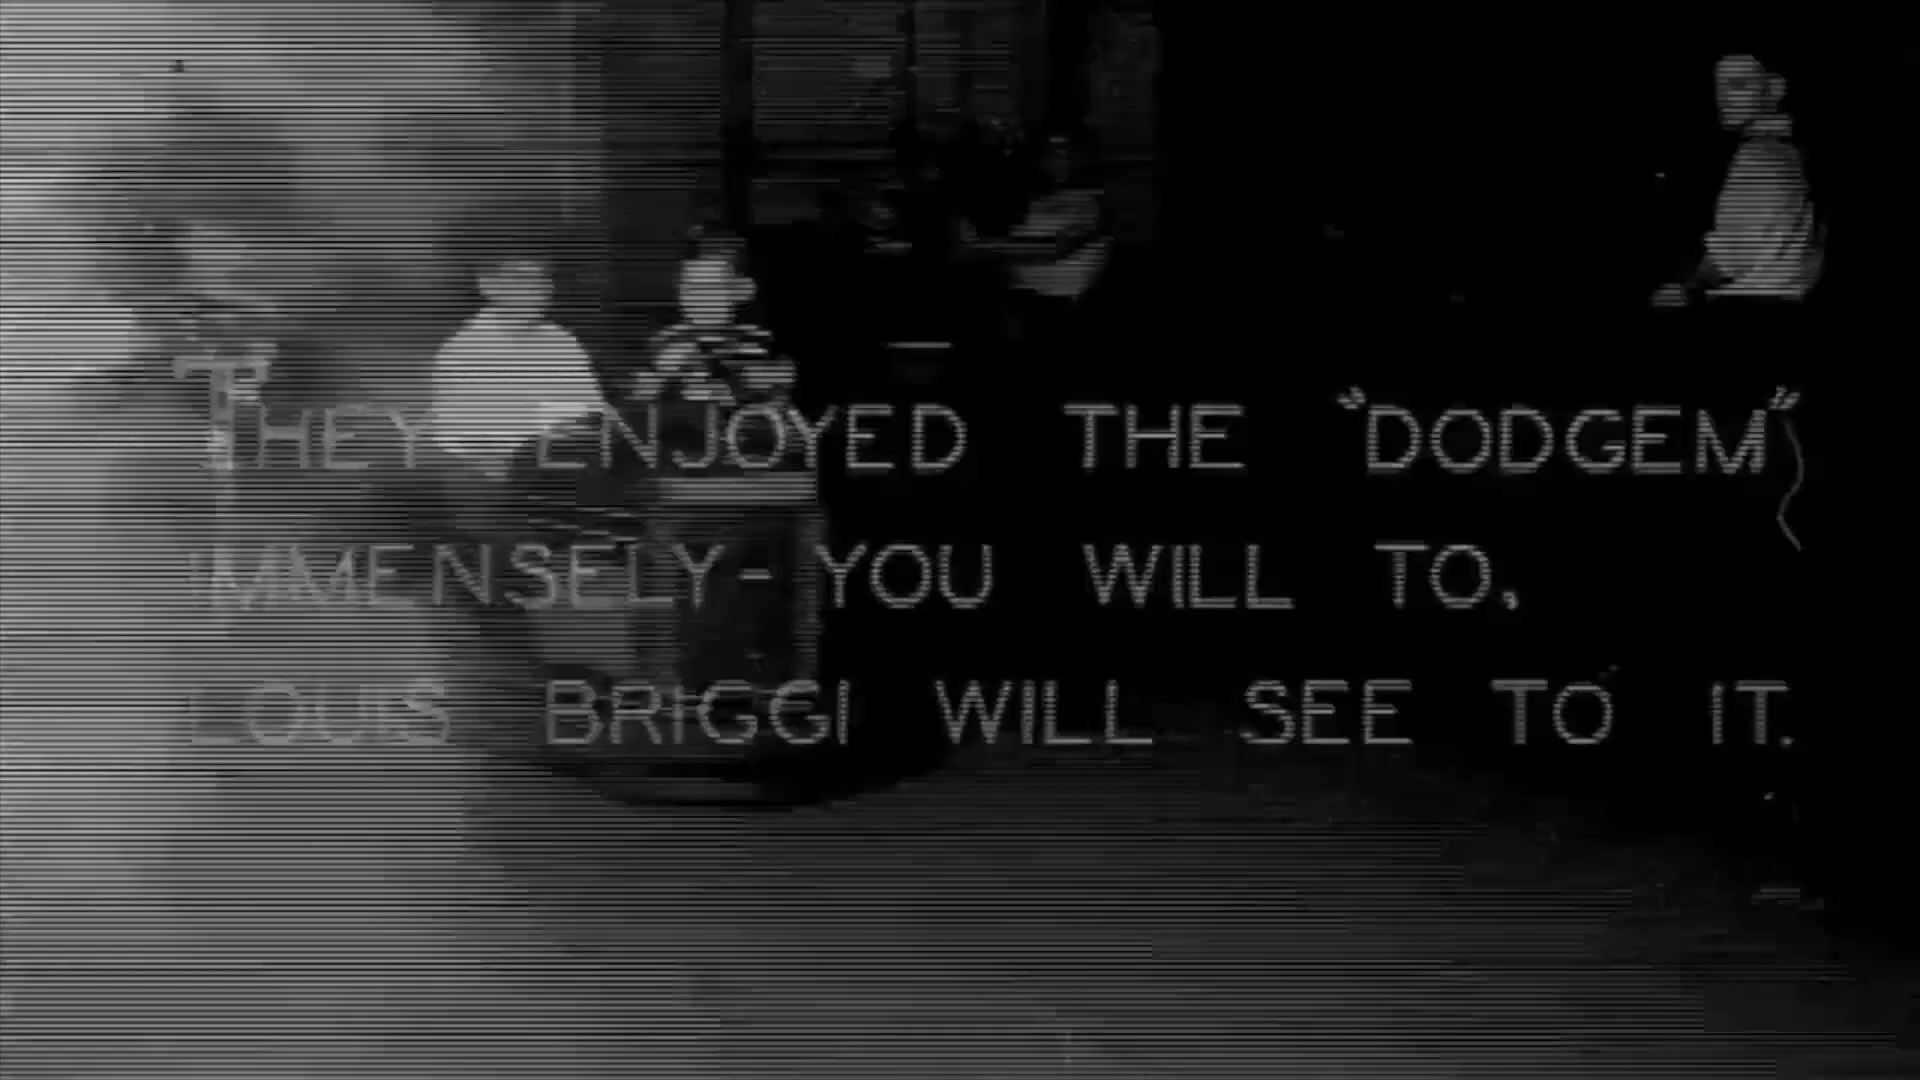 THEY ENJOYED THE "DODGEM"
IMMENSELY - YOU WILL TO,
LOUIS BRIGGI WILL SEE TO IT.